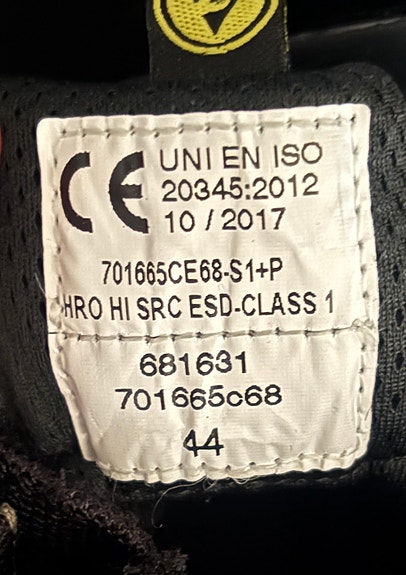 CE UNI EN ISO
20345:2012
10 / 2017
701665CE68-S1+P
HRO HI SRC ESD-CLASS 1
681631
701665c68
44